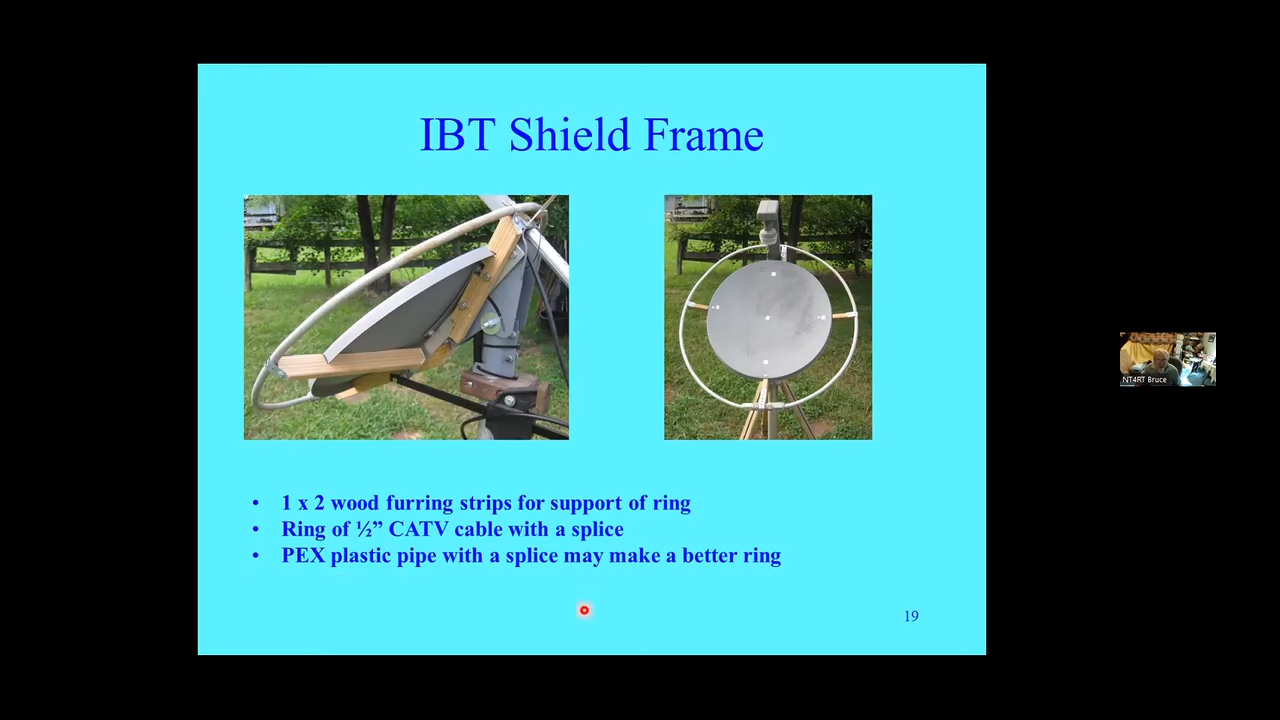 IBT Shield Frame
• 1 x 2 wood furring strips for support of ring
• Ring of ½” CATV cable with a splice
• PEX plastic pipe with a splice may make a better ring
19
NT4RT Bruce